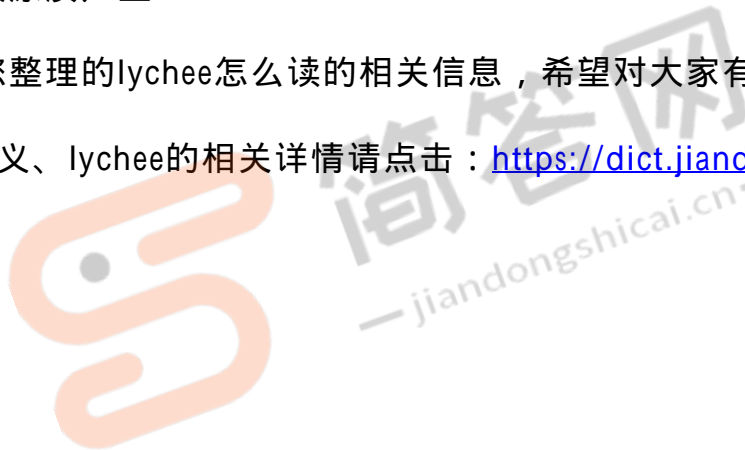 整理的lychee怎么读的相关信息，希望对大家有
义、lychee的相关详情请点击：https://dict.jiand
简答网
jiandongshicai.cn